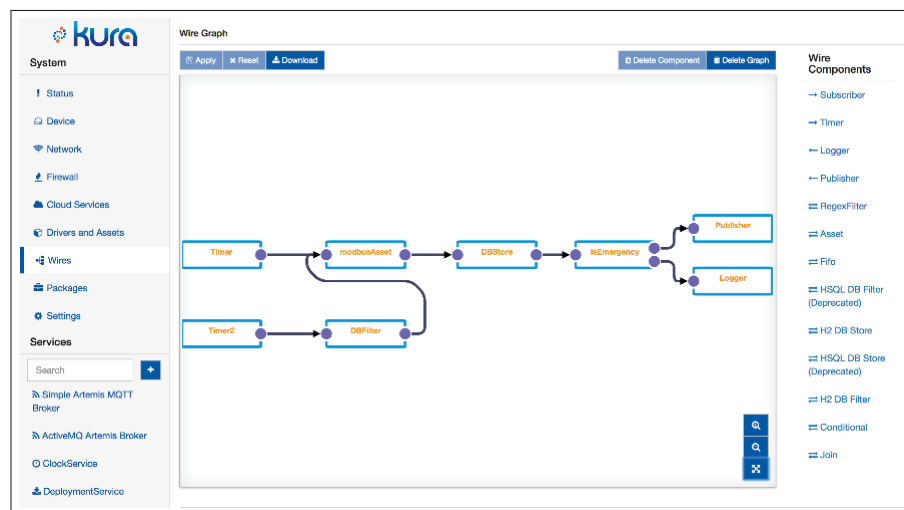 kura
System
Status
Device
Network
Firewall
Cloud Services
Drivers and Assets
Wires
Packages
Settings
Services
Search
+
Simple Artemis MQTT
Broker
ActiveMQ Artemis Broker
ClockService
DeploymentService
Wire Graph
Apply
Reset
Download
Delete Component
Delete Graph
Timer
modbusAsset
DBStore
IsEmergency
Publisher
Logger
Timer2
DBFilter
Wire
Components
Subscriber
Timer
Logger
Publisher
RegexFilter
Asset
Fifo
HSQL DB Filter
(Deprecated)
H2 DB Store
HSQL DB Store
(Deprecated)
H2 DB Filter
Conditional
Join